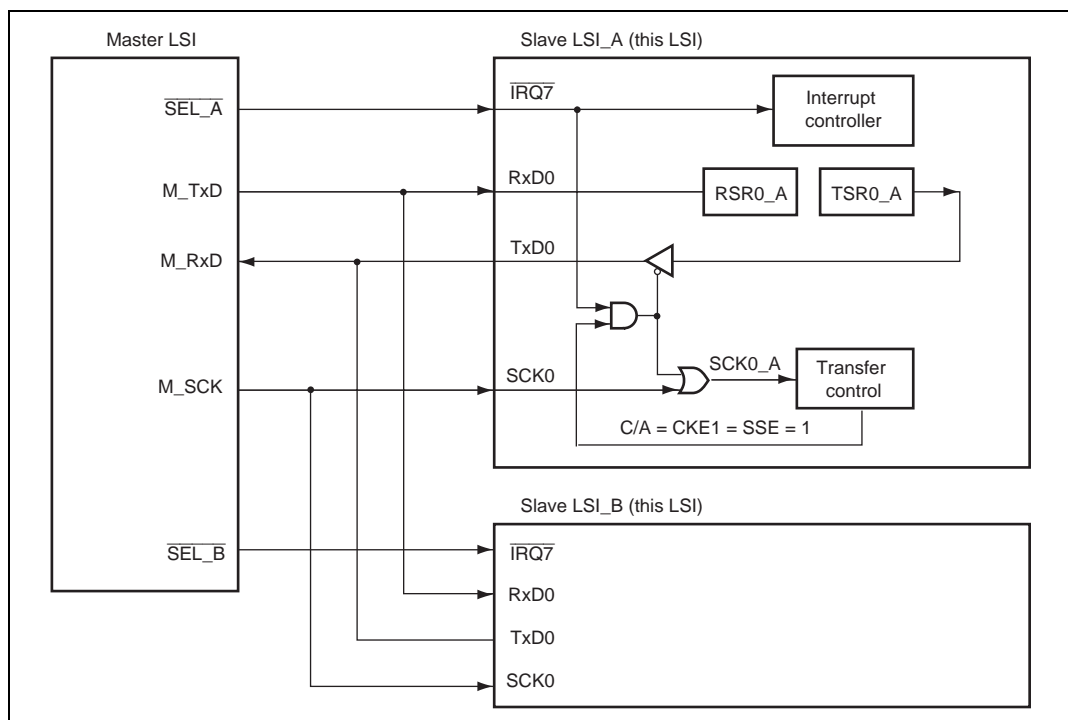 Master LSI
SEL_A
M_TxD
M_RxD
M_SCK
SEL_B
Slave LSI_A (this LSI)
IRQ7
Interrupt
controller
RxD0
RSR0_A
TSR0_A
TxD0
SCK0
SCK0_A
Transfer
control
C/A = CKE1 = SSE = 1
Slave LSI_B (this LSI)
IRQ7
RxD0
TxD0
SCK0